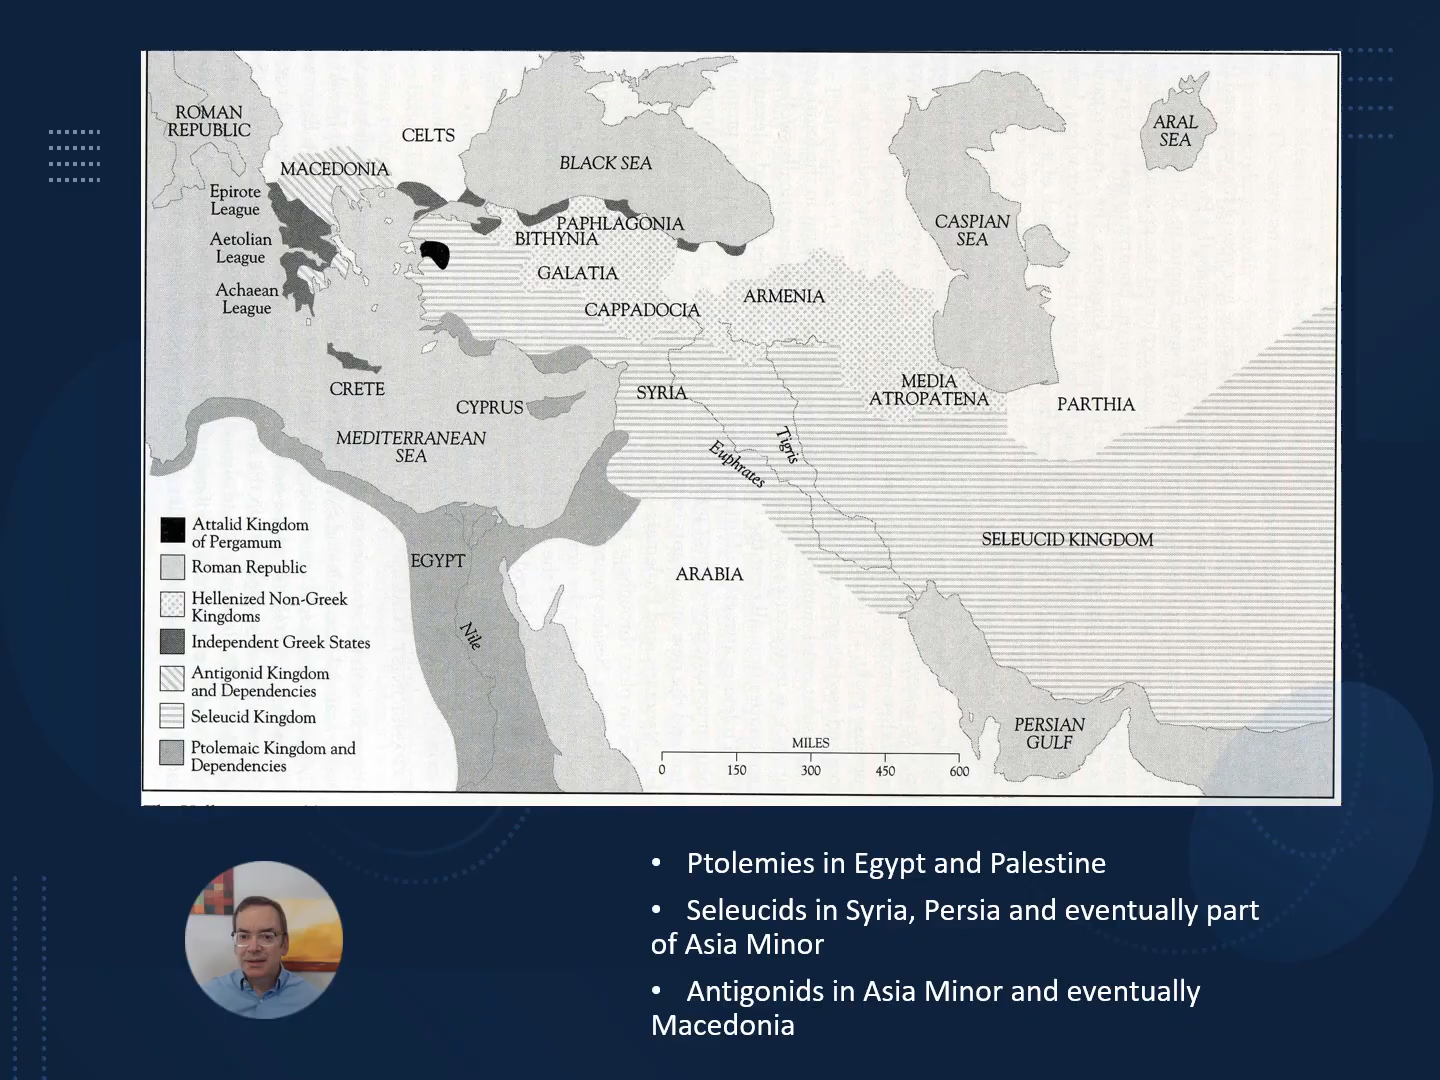 ROMAN
REPUBLIC
CELTS
BLACK SEA
ARAL
SEA
MACEDONIA
Epirote
League
Aetolian
League
Achaean
League
PAPHLAGONIA
BITHYNIA
GALATIA
CAPPADOCIA
ARMENIA
CASPIAN
SEA
CRETE
CYPRUS
SYRIA
MEDIA
ATROPATENA
PARTHIA
MEDITERRANEAN
SEA
Euphrates
Tigris
SELEUCID KINGDOM
EGYPT
ARABIA
Nile
PERSIAN
GULF
Attalid Kingdom
of Pergamum
Roman Republic
Hellenized Non-Greek
Kingdoms
Independent Greek States
Antigonid Kingdom
and Dependencies
Seleucid Kingdom
Ptolemaic Kingdom and
Dependencies
MILES
0 150 300 450 600
• Ptolemies in Egypt and Palestine
• Seleucids in Syria, Persia and eventually part
of Asia Minor
• Antigonids in Asia Minor and eventually
Macedonia